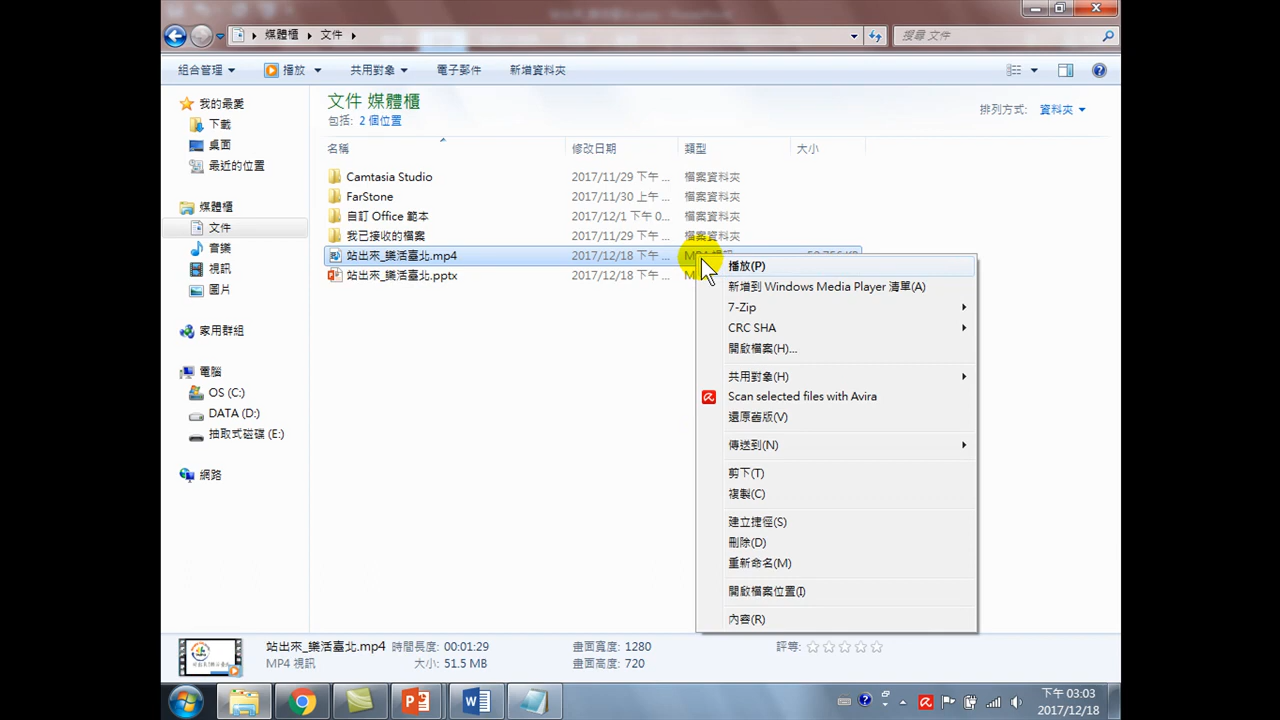 媒體櫃 文件
搜尋 文件
組合管理 播放 共用對象 電子郵件 新增資料夾
文件 媒體櫃
包括: 2 個位置
排列方式: 資料夾
名稱 修改日期 類型 大小
我的最愛
下載
桌面
最近的位置
媒體櫃
文件
音樂
視訊
圖片
家用群組
電腦
OS (C:)
DATA (D:)
抽取式磁碟 (E:)
網路
Camtasia Studio 2017/11/29 下午 ... 檔案資料夾
FarStone 2017/11/30 上午 ... 檔案資料夾
自訂 Office 範本 2017/12/1 下午 0... 檔案資料夾
我已接收的檔案 2017/11/29 下午 ... 檔案資料夾
站出來_樂活臺北.mp4 2017/12/18 下午 ...
站出來_樂活臺北.pptx 2017/12/18 下午 ...
播放(P)
新增到 Windows Media Player 清單(A)
7-Zip
CRC SHA
開啟檔案(H)...
共用對象(H)
Scan selected files with Avira
還原舊版(V)
傳送到(N)
剪下(T)
複製(C)
建立捷徑(S)
刪除(D)
重新命名(M)
開啟檔案位置(I)
內容(R)
站出來_樂活臺北.mp4 時間長度: 00:01:29 畫面寬度: 1280 評等:
MP4 視訊 大小: 51.5 MB 畫面高度: 720
下午 03:03
2017/12/18